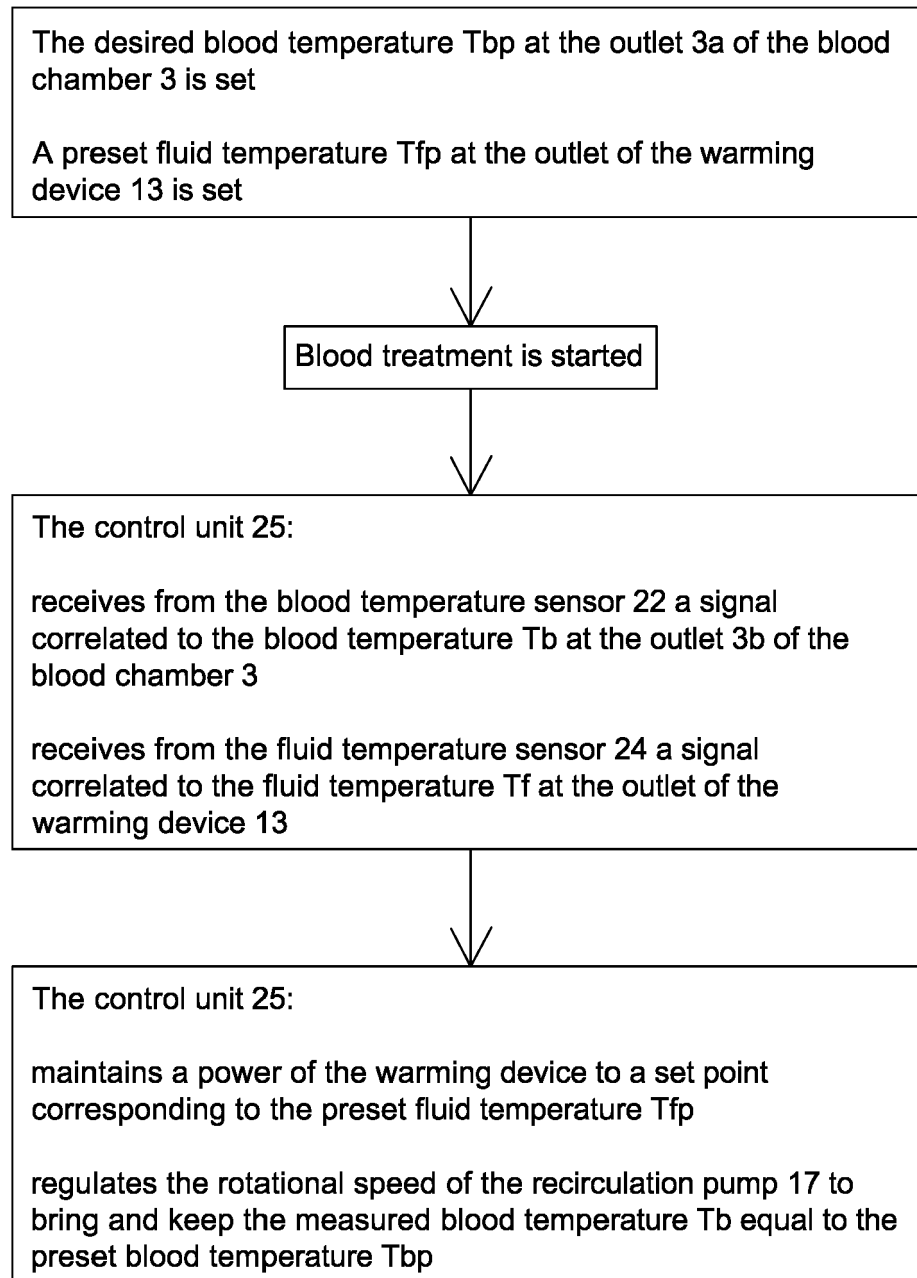 The desired blood temperature Tbp at the outlet 3a of the blood
chamber 3 is set
A preset fluid temperature Tfp at the outlet of the warming
device 13 is set
Blood treatment is started
The control unit 25:
receives from the blood temperature sensor 22 a signal
correlated to the blood temperature Tb at the outlet 3b of the
blood chamber 3
receives from the fluid temperature sensor 24 a signal
correlated to the fluid temperature Tf at the outlet of the
warming device 13
The control unit 25:
maintains a power of the warming device to a set point
corresponding to the preset fluid temperature Tfp
regulates the rotational speed of the recirculation pump 17 to
bring and keep the measured blood temperature Tb equal to the
preset blood temperature Tbp